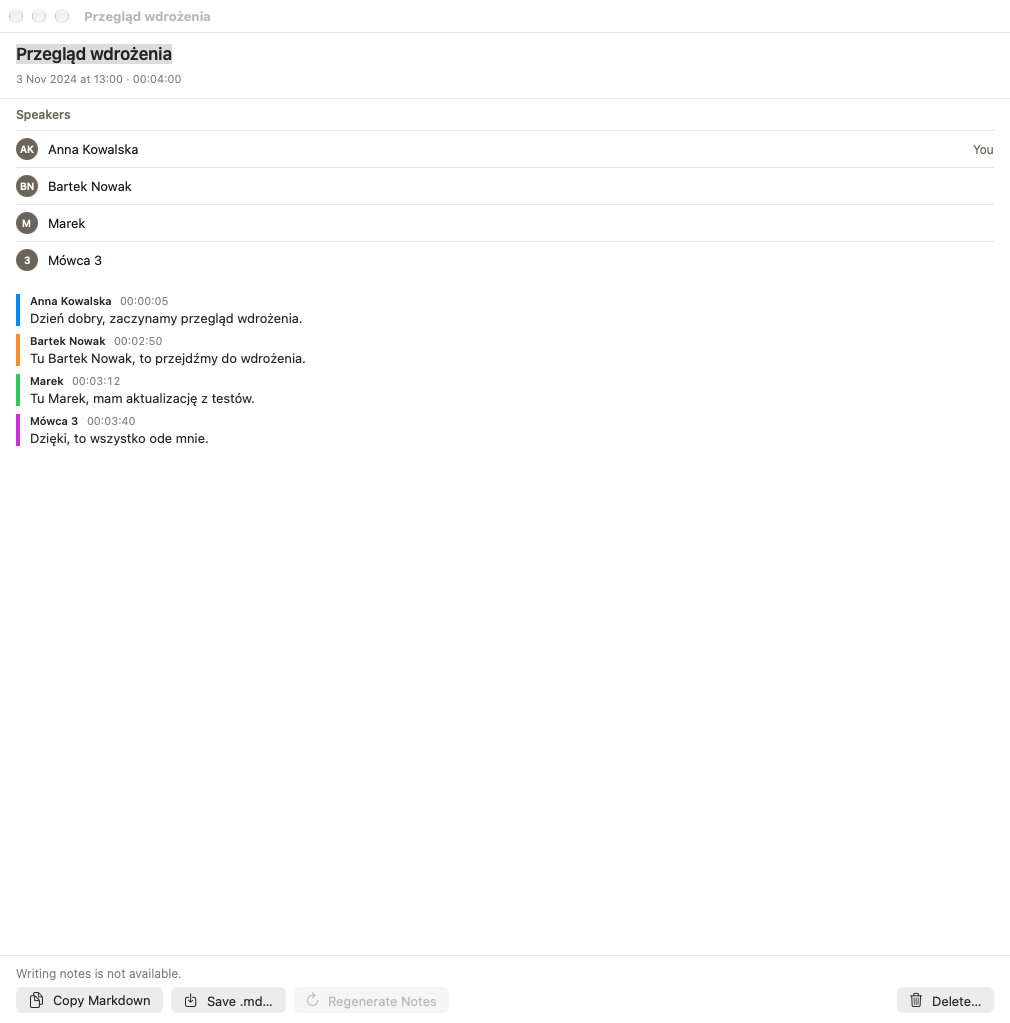 Przegląd wdrożenia
Przegląd wdrożenia
3 Nov 2024 at 13:00 · 00:04:00
Speakers
AK Anna Kowalska You
BN Bartek Nowak
M Marek
3 Mówca 3
Anna Kowalska 00:00:05
Dzień dobry, zaczynamy przegląd wdrożenia.
Bartek Nowak 00:02:50
Tu Bartek Nowak, to przejdźmy do wdrożenia.
Marek 00:03:12
Tu Marek, mam aktualizację z testów.
Mówca 3 00:03:40
Dzięki, to wszystko ode mnie.
Writing notes is not available.
Copy Markdown Save .md... Regenerate Notes Delete...